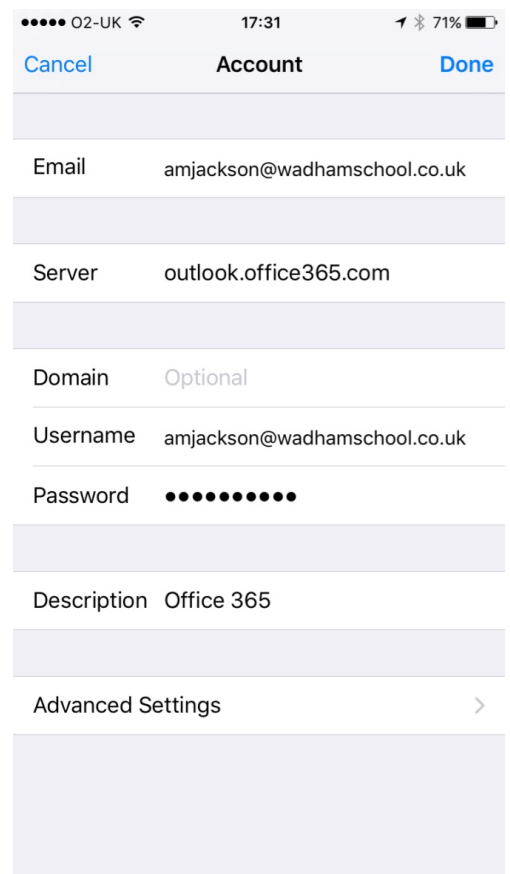 O2-UK 17:31 71%
Cancel Account Done
Email amjackson@wadhamschool.co.uk
Server outlook.office365.com
Domain Optional
Username amjackson@wadhamschool.co.uk
Password ●●●●●●●●●●
Description Office 365
Advanced Settings